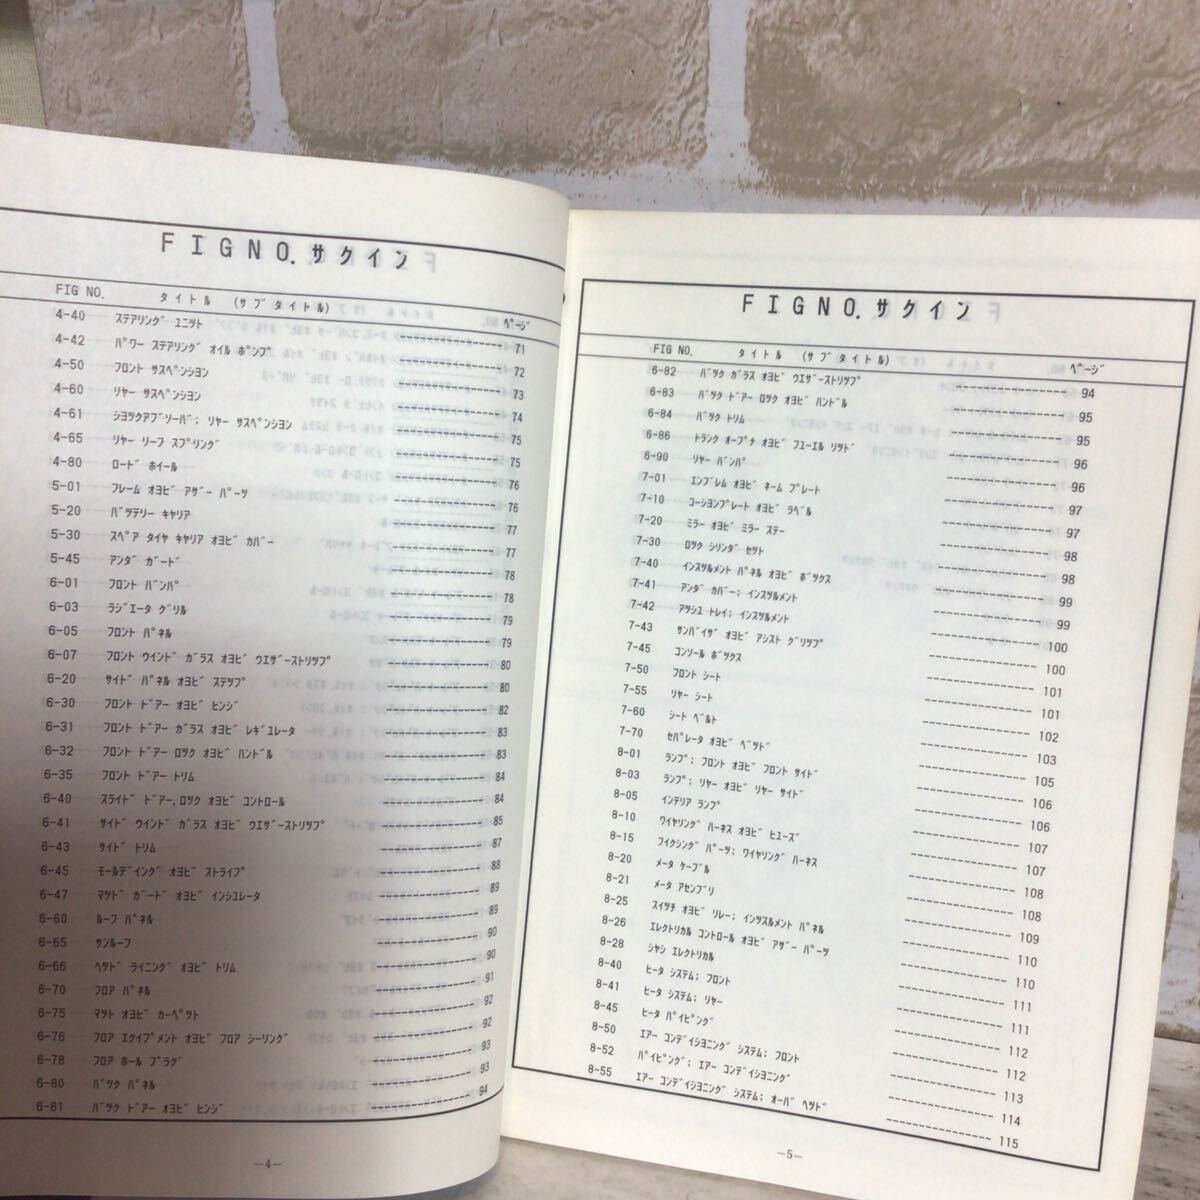 FIGNO.サクイン
FIG NO. タイトル (サブタイトル) ページ
4-40 ステアリング ユニツト 71
4-42 パワー ステアリング オイル ポンプ 72
4-50 フロント サスペンシヨン 73
4-60 リヤー サスペンシヨン 74
4-61 シヨツクアブソーバ; リヤー サスペンシヨン 75
4-65 リヤー リーフ スプリング 75
4-80 ロード ホイール 76
5-01 フレーム オヨビ アザー パーツ 76
5-20 バツテリー キヤリア 77
5-30 スペア タイヤ キヤリア オヨビ カバー 77
5-45 アンダ ガード 78
6-01 フロント バンパ 78
6-03 ラジエータ グリル 79
6-05 フロント パネル 79
6-07 フロント ウインド ガラス オヨビ ウエザーストリツプ 80
6-20 サイド パネル オヨビ ステツプ 80
6-30 フロント ドアー オヨビ ヒンジ 82
6-31 フロント ドアー ガラス オヨビ レギユレータ 83
6-32 フロント ドアー ロツク オヨビ ハンドル 83
6-35 フロント ドアー トリム 84
6-40 スライド ドアー,ロツク オヨビ コントロール 84
6-41 サイド ウインド ガラス オヨビ ウエザーストリツプ 85
6-43 サイド トリム 87
6-45 モールデイング オヨビ ストライプ 88
6-47 マツド ガード オヨビ インシユレータ 89
6-60 ルーフ パネル 89
6-65 サンルーフ 90
6-66 ヘツド ライニング オヨビ トリム 90
6-70 フロア パネル 91
6-75 マツト オヨビ カーペツト 92
6-76 フロア エクイプメント オヨビ フロア シーリング 92
6-78 フロア ホール プラグ 93
6-80 バツク パネル 93
6-81 バツク ドアー オヨビ ヒンジ 94
-4-
FIGNO.サクイン
FIG NO. タイトル (サブタイトル) ページ
6-82 バツク ガラス オヨビ ウエザーストリツプ 94
6-83 バツク ドアー ロツク オヨビ ハンドル 95
6-84 バツク トリム 95
6-86 トランク オープナ オヨビ フユーエル リツド 96
6-90 リヤー バンパ 96
7-01 エンブレム オヨビ ネーム プレート 97
7-10 コーシヨンプレート オヨビ ラベル 97
7-20 ミラー オヨビ ミラー ステー 98
7-30 ロツク シリンダ セツト 98
7-40 インスツルメント パネル オヨビ ボツクス 99
7-41 アンダ カバー; インスツルメント 99
7-42 アツシユ トレイ; インスツルメント 100
7-43 サンバイザ オヨビ アシスト グリツプ 100
7-45 コンソール ボツクス 101
7-50 フロント シート 101
7-55 リヤー シート 102
7-60 シート ベルト 103
7-70 セパレータ オヨビ ベツド 105
8-01 ランプ; フロント オヨビ フロント サイド 106
8-03 ランプ; リヤー オヨビ リヤー サイド 106
8-05 インテリア ランプ 107
8-10 ワイヤリング ハーネス オヨビ ヒユーズ 107
8-15 フイクシング パーツ; ワイヤリング ハーネス 108
8-20 メータ ケーブル 108
8-21 メータ アセンブリ 109
8-25 スイツチ オヨビ リレー; インツスルメント パネル 110
8-26 エレクトリカル コントロール オヨビ アザー パーツ 110
8-28 シヤシ エレクトリカル 111
8-40 ヒータ システム; フロント 111
8-41 ヒータ システム; リヤー 112
8-45 ヒータ パイピング 112
8-50 エアー コンデイシヨニング システム; フロント 113
8-52 パイピング; エアー コンデイシヨニング 114
8-55 エアー コンデイシヨニング システム; オーバ ヘツド 115
-5-